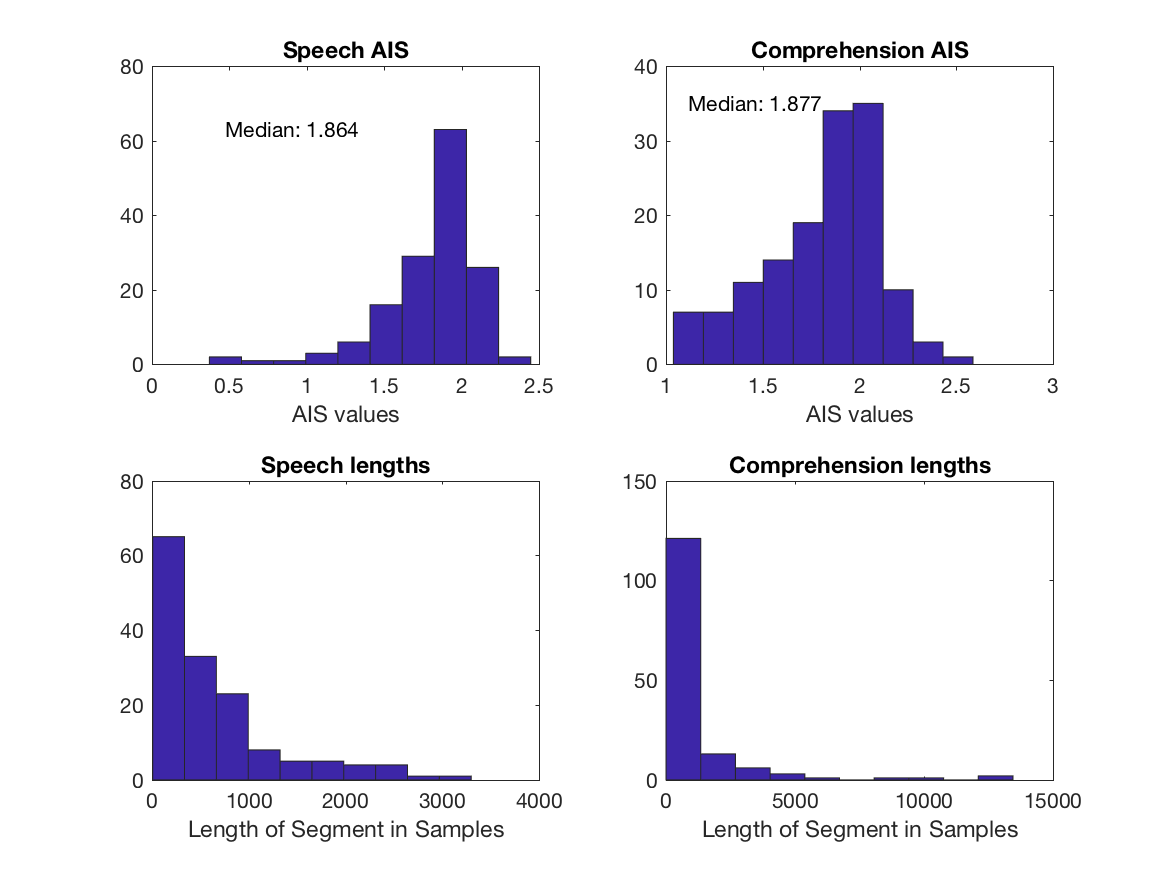 Speech AIS
80
60
40
20
0
Median: 1.864
0 0.5 1 1.5 2 2.5
AIS values
Comprehension AIS
40
30
20
10
0
Median: 1.877
1 1.5 2 2.5 3
AIS values
Speech lengths
80
60
40
20
0
0 1000 2000 3000 4000
Length of Segment in Samples
Comprehension lengths
150
100
50
0
0 5000 10000 15000
Length of Segment in Samples